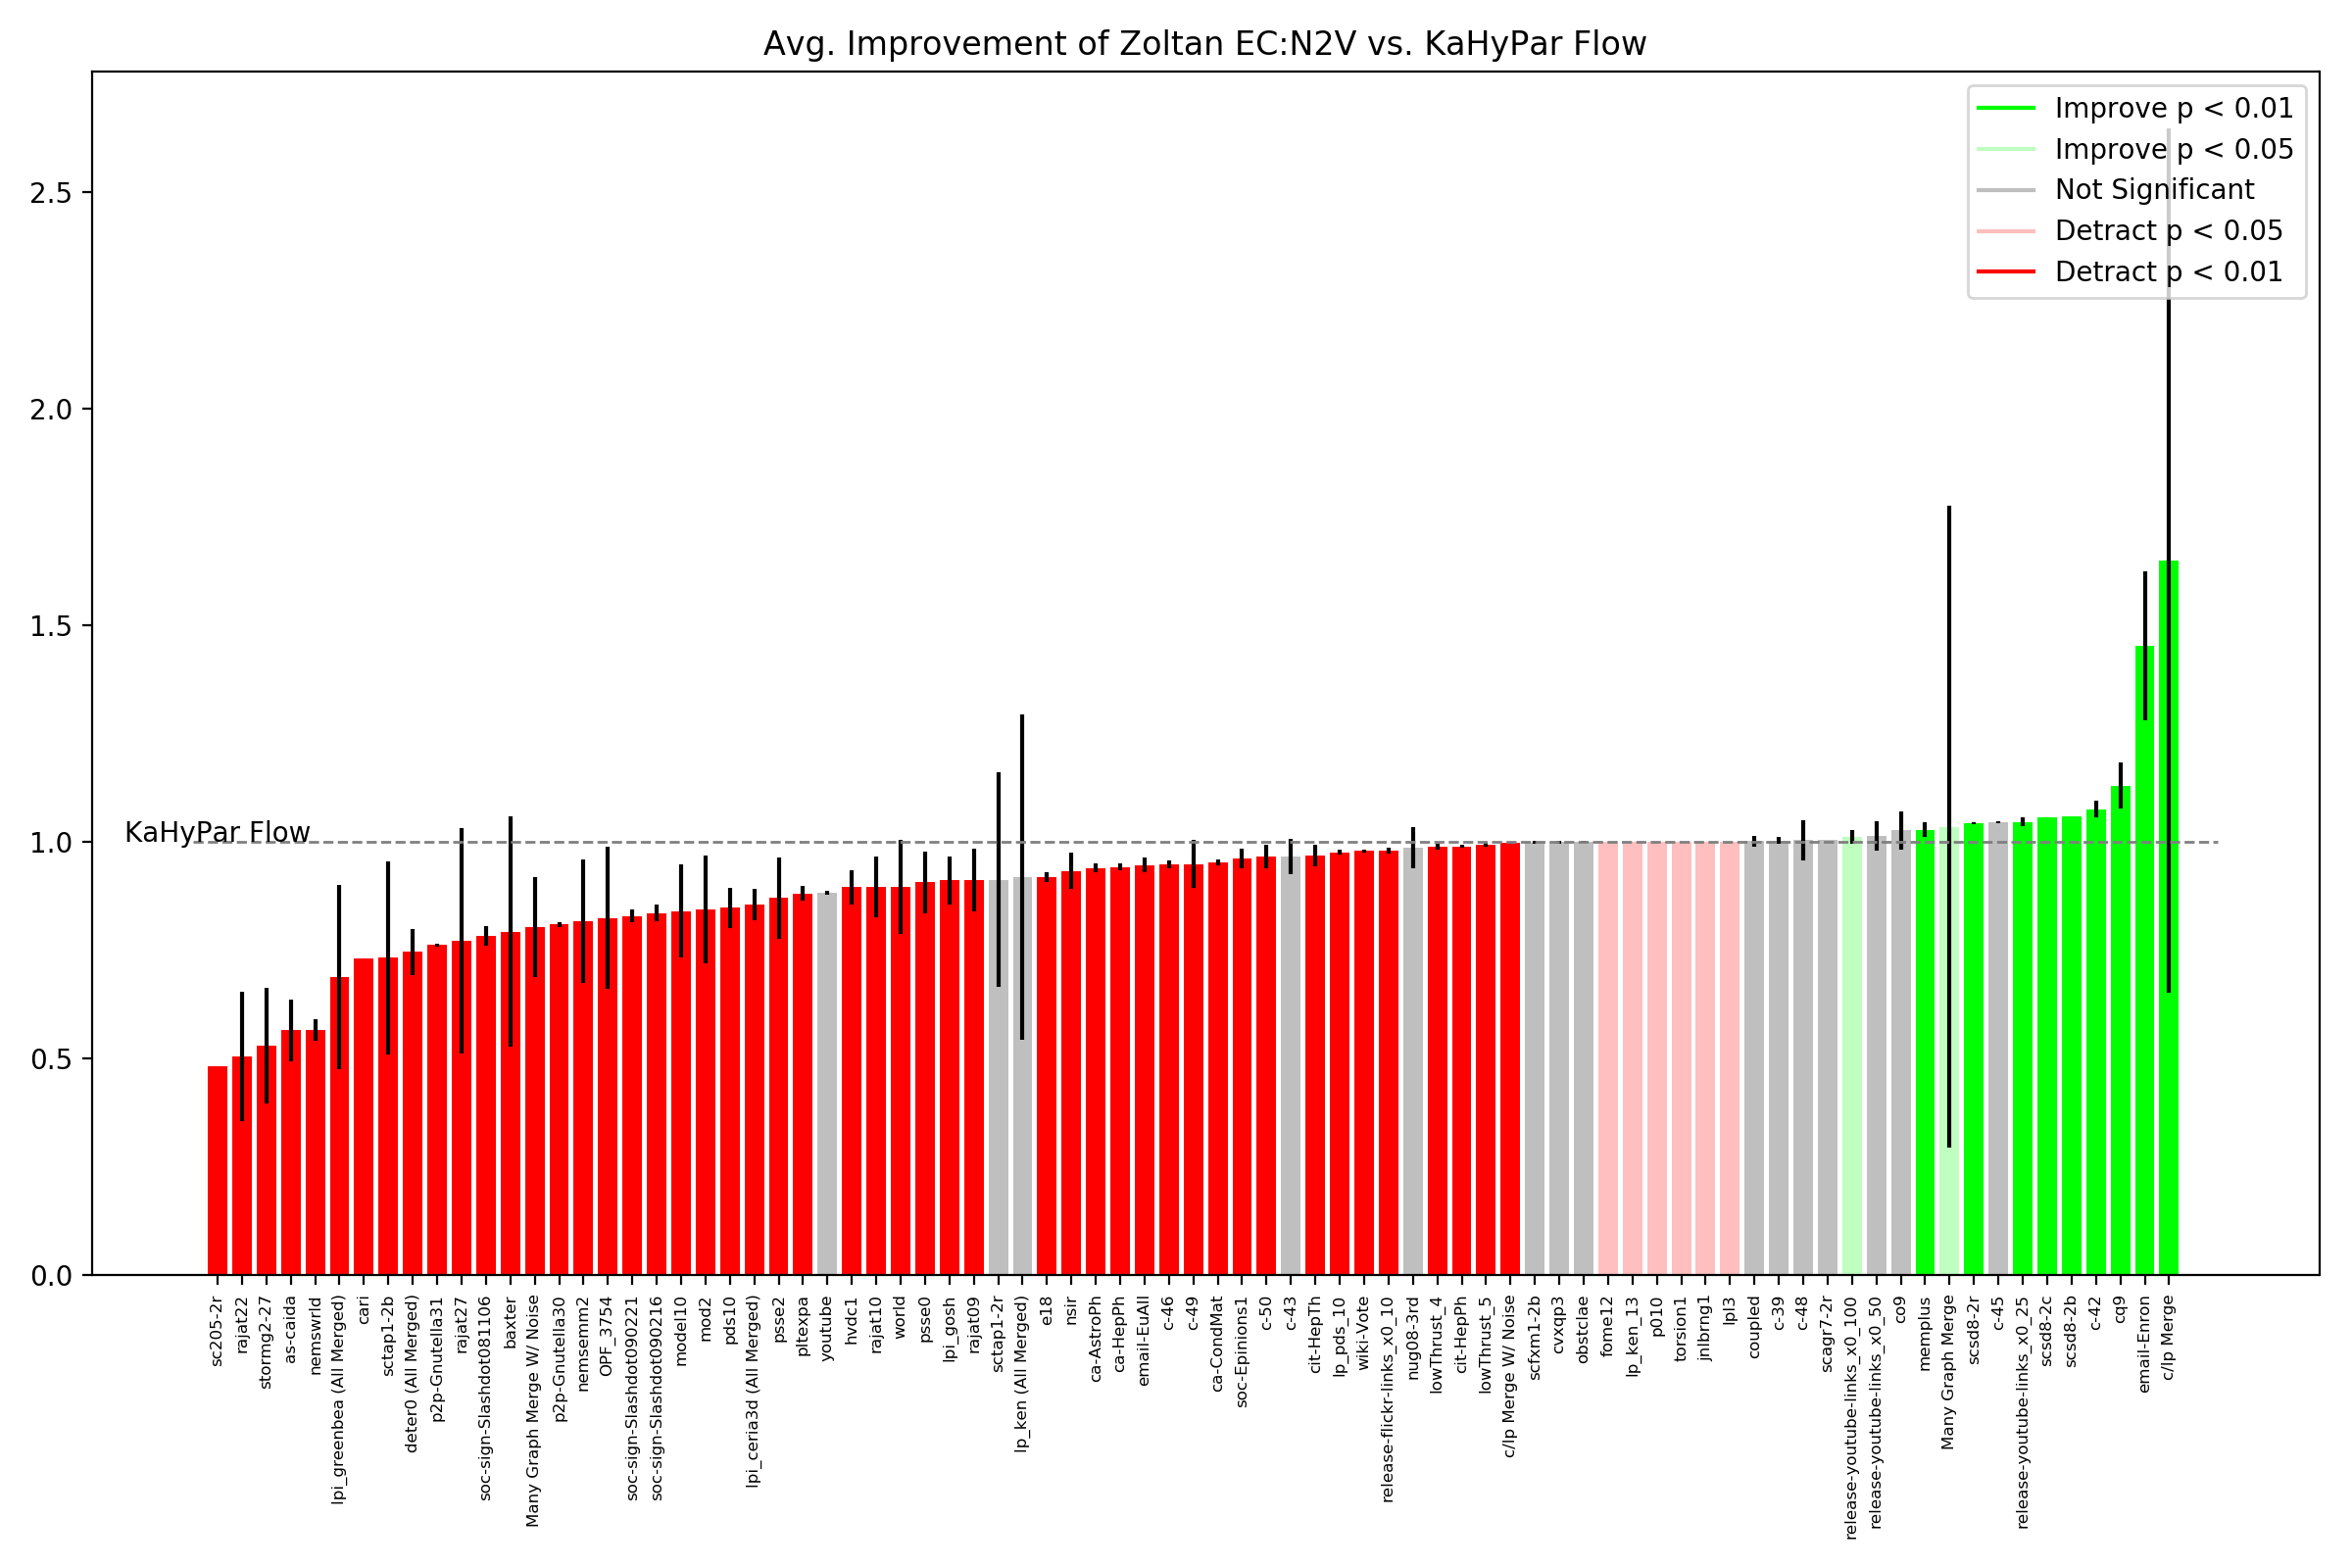 Avg. Improvement of Zoltan EC:N2V vs. KaHyPar Flow
Improve p < 0.01
Improve p < 0.05
Not Significant
Detract p < 0.05
Detract p < 0.01
2.5
2.0
1.5
1.0
0.5
0.0
KaHyPar Flow
sc205-2r
rajat22
stormg2-27
as-caida
nemswrld
lpi_greenbea (All Merged)
cari
sctap1-2b
deter0 (All Merged)
p2p-Gnutella31
rajat27
soc-sign-Slashdot081106
baxter
Many Graph Merge W/ Noise
p2p-Gnutella30
nemsemm2
OPF_3754
soc-sign-Slashdot090221
soc-sign-Slashdot090216
model10
mod2
pds10
lpi_ceria3d (All Merged)
psse2
pltexpa
youtube
hvdc1
rajat10
world
psse0
lpi_gosh
rajat09
sctap1-2r
lp_ken (All Merged)
e18
nsir
ca-AstroPh
ca-HepPh
email-EuAll
c-46
c-49
ca-CondMat
soc-Epinions1
c-50
c-43
cit-HepTh
lp_pds_10
wiki-Vote
release-flickr-links_x0_10
nug08-3rd
lowThrust_4
cit-HepPh
lowThrust_5
c/lp Merge W/ Noise
scfxm1-2b
cvxqp3
obstclae
fome12
lp_ken_13
p010
torsion1
jnlbrng1
lpl3
coupled
c-39
c-48
scagr7-2r
release-youtube-links_x0_100
release-youtube-links_x0_50
co9
memplus
Many Graph Merge
scsd8-2r
c-45
release-youtube-links_x0_25
scsd8-2c
scsd8-2b
c-42
cq9
email-Enron
c/lp Merge